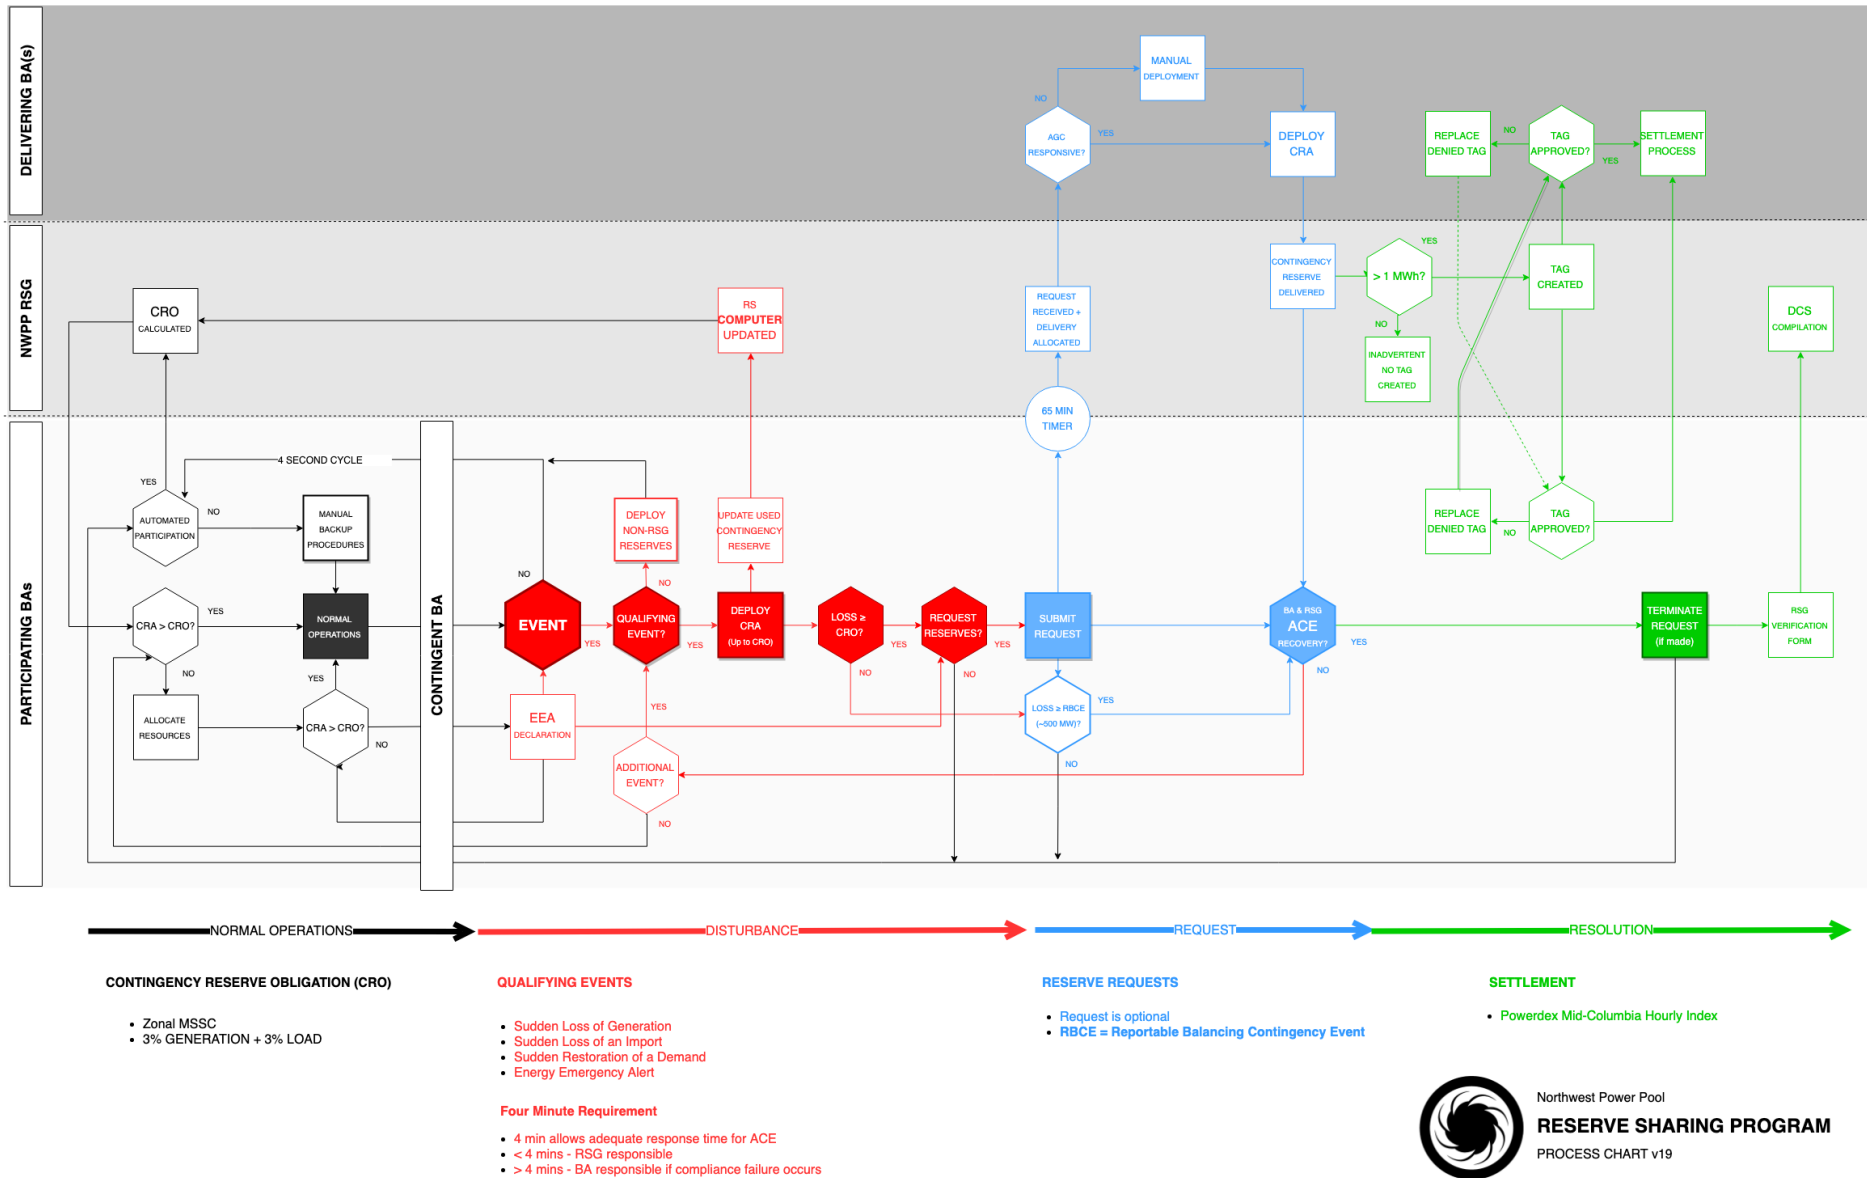 DELIVERING BA(s)
MANUAL
DEPLOYMENT
NO
AGC
RESPONSIVE?
YES
DEPLOY
CRA
REPLACE
DENIED TAG
NO
TAG
APPROVED?
YES
SETTLEMENT
PROCESS
NWPP RSG
CRO
CALCULATED
RS
COMPUTER
UPDATED
REQUEST
RECEIVED +
DELIVERY
ALLOCATED
CONTINGENCY
RESERVE
DELIVERED
> 1 MWh?
YES
NO
INADVERTENT
NO TAG
CREATED
TAG
CREATED
DCS
COMPILATION
65 MIN
TIMER
PARTICIPATING BAs
CONTINGENT BA
4 SECOND CYCLE
YES
AUTOMATED
PARTICIPATION
NO
MANUAL
BACKUP
PROCEDURES
CRA > CRO?
YES
NO
NORMAL
OPERATIONS
YES
ALLOCATE
RESOURCES
CRA > CRO?
NO
NO
EVENT
YES
EEA
DECLARATION
DEPLOY
NON-RSG
RESERVES
NO
QUALIFYING
EVENT?
YES
YES
ADDITIONAL
EVENT?
NO
UPDATE USED
CONTINGENCY
RESERVE
DEPLOY
CRA
(Up to CRO)
LOSS ≥
CRO?
YES
NO
REQUEST
RESERVES?
YES
NO
SUBMIT
REQUEST
LOSS ≥ RBCE
(~500 MW)?
YES
NO
BA & RSG
ACE
RECOVERY?
YES
NO
REPLACE
DENIED TAG
NO
TAG
APPROVED?
TERMINATE
REQUEST
(if made)
RSG
VERIFICATION
FORM
NORMAL OPERATIONS
DISTURBANCE
REQUEST
RESOLUTION
CONTINGENCY RESERVE OBLIGATION (CRO)
• Zonal MSSC
• 3% GENERATION + 3% LOAD
QUALIFYING EVENTS
• Sudden Loss of Generation
• Sudden Loss of an Import
• Sudden Restoration of a Demand
• Energy Emergency Alert
Four Minute Requirement
• 4 min allows adequate response time for ACE
• < 4 mins - RSG responsible
• > 4 mins - BA responsible if compliance failure occurs
RESERVE REQUESTS
• Request is optional
• RBCE = Reportable Balancing Contingency Event
SETTLEMENT
• Powerdex Mid-Columbia Hourly Index
Northwest Power Pool
RESERVE SHARING PROGRAM
PROCESS CHART v19